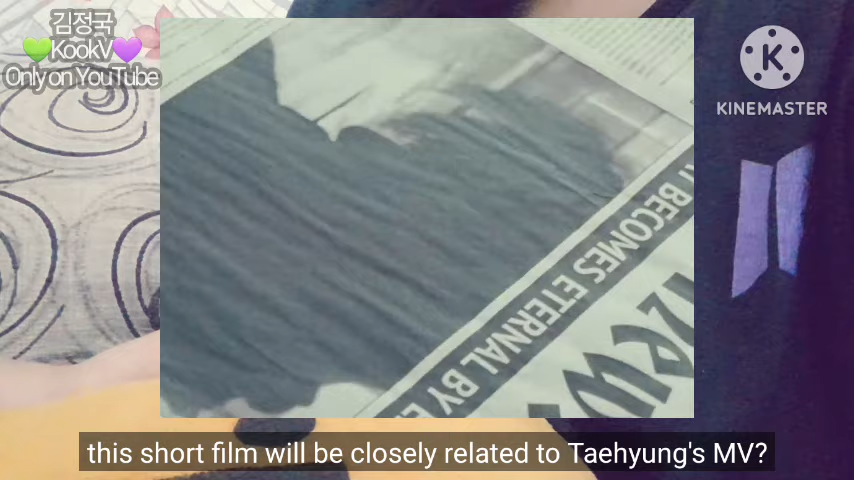 김정국
KookV
Only on YouTube
KINEMASTER
BECOMES ETERNAL BY
new
this short film will be closely related to Taehyung's MV?